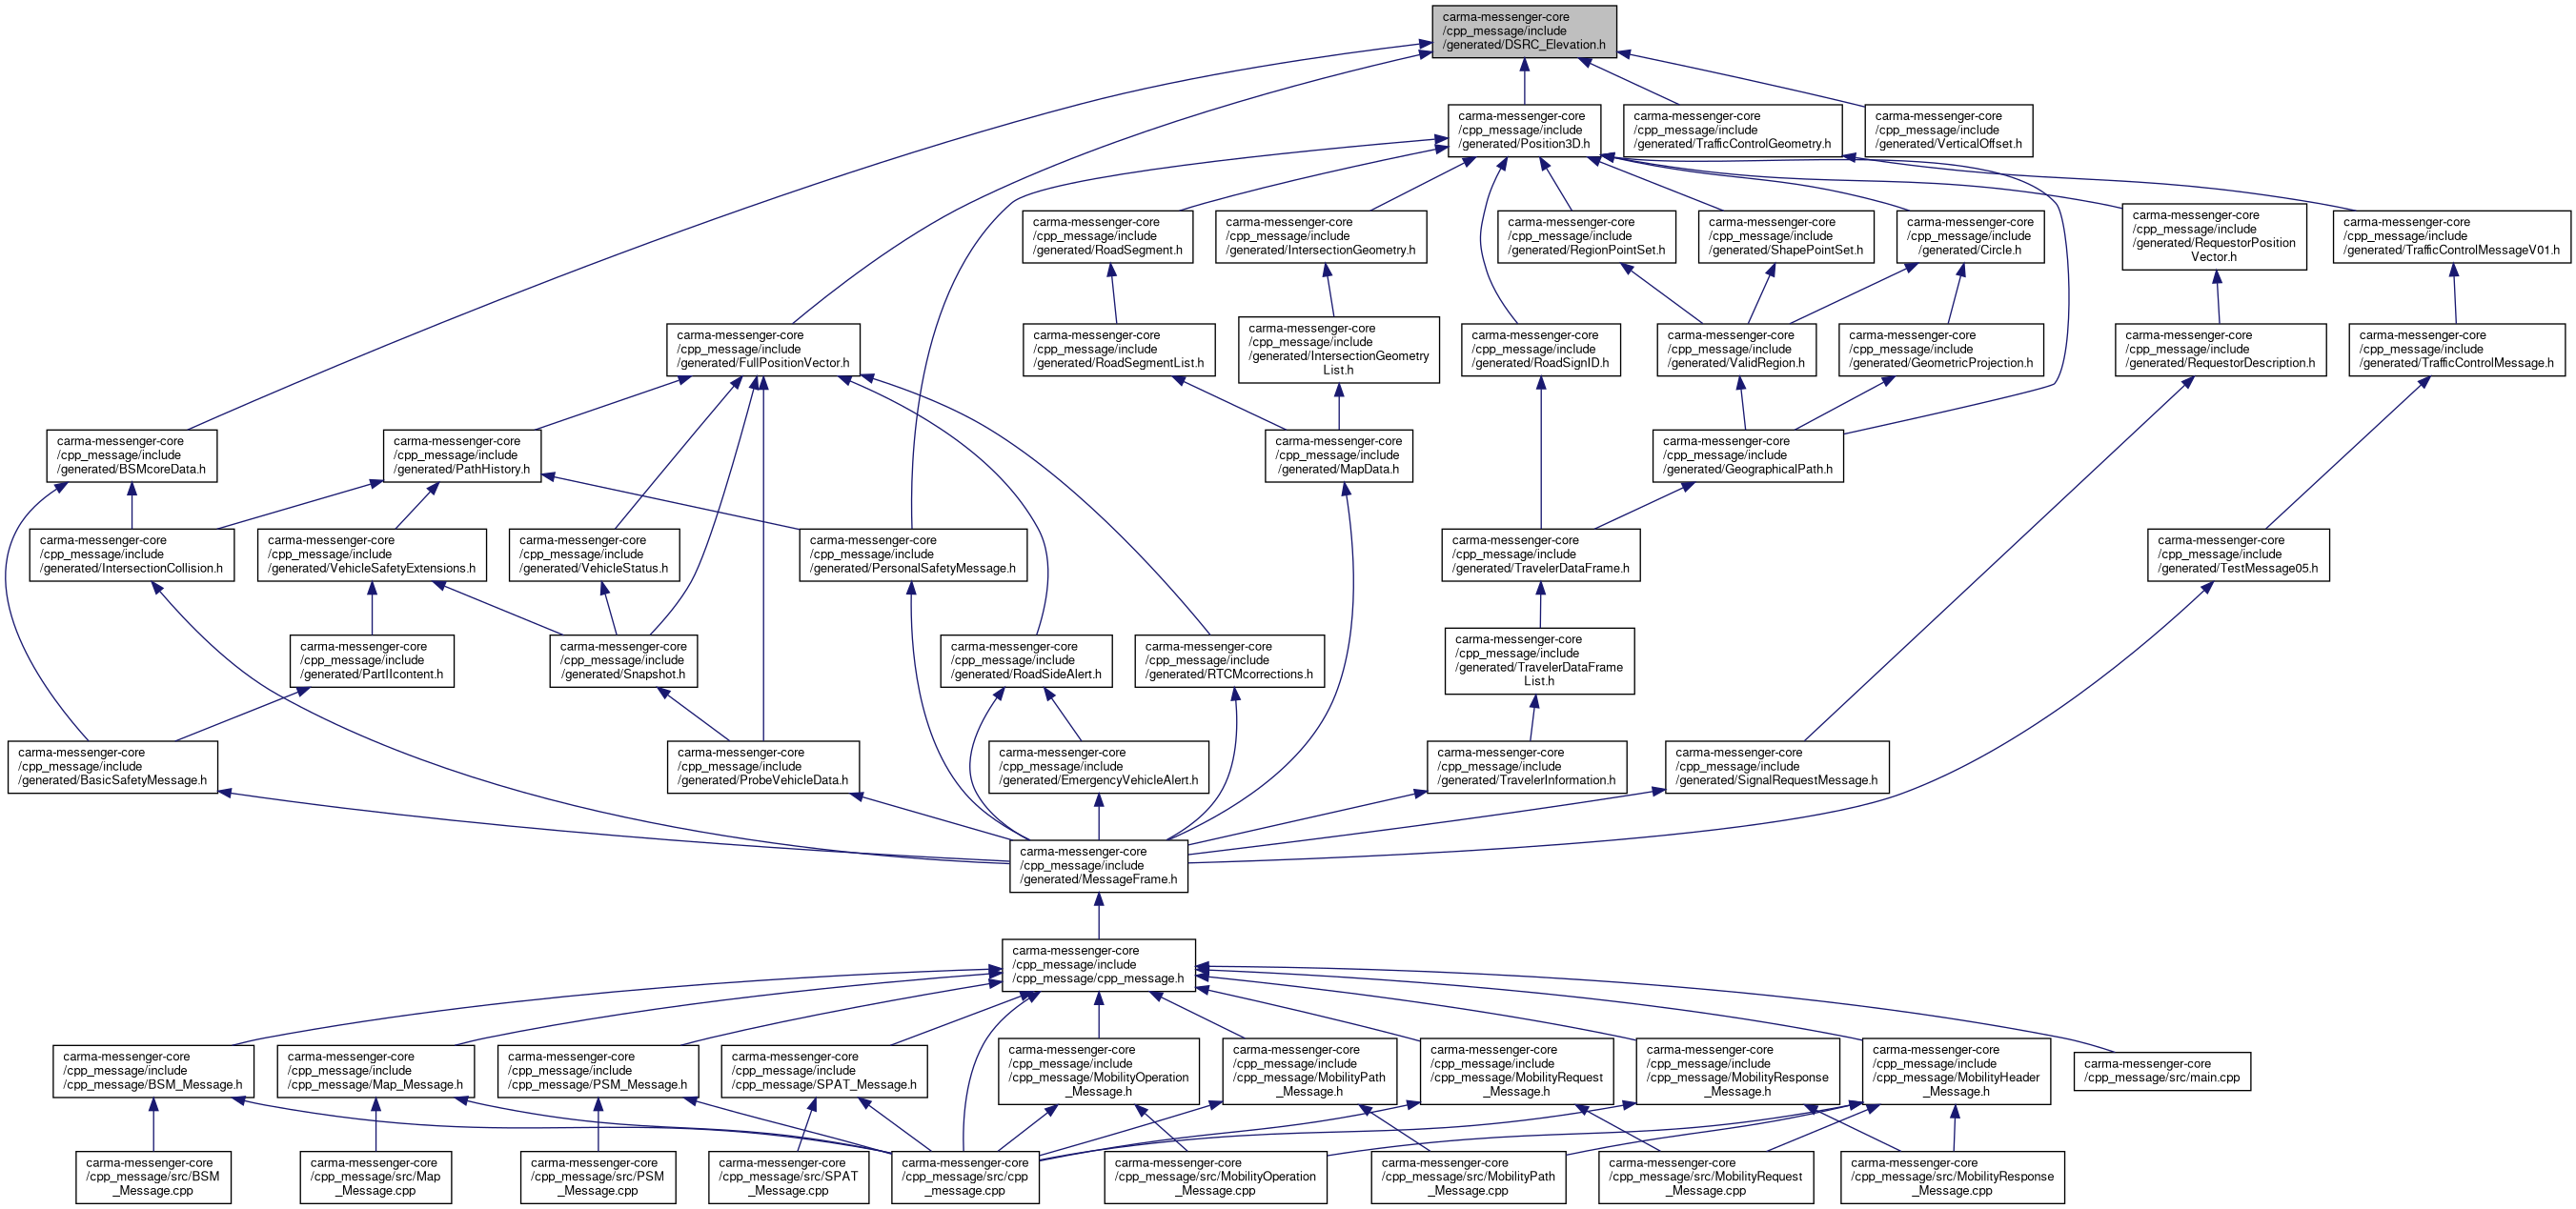 carma-messenger-core
/cpp_message/include
/generated/DSRC_Elevation.h
carma-messenger-core
/cpp_message/include
/generated/Position3D.h
carma-messenger-core
/cpp_message/include
/generated/TrafficControlGeometry.h
carma-messenger-core
/cpp_message/include
/generated/VerticalOffset.h
carma-messenger-core
/cpp_message/include
/generated/RoadSegment.h
carma-messenger-core
/cpp_message/include
/generated/IntersectionGeometry.h
carma-messenger-core
/cpp_message/include
/generated/RegionPointSet.h
carma-messenger-core
/cpp_message/include
/generated/ShapePointSet.h
carma-messenger-core
/cpp_message/include
/generated/Circle.h
carma-messenger-core
/cpp_message/include
/generated/RequestorPosition
Vector.h
carma-messenger-core
/cpp_message/include
/generated/TrafficControlMessageV01.h
carma-messenger-core
/cpp_message/include
/generated/FullPositionVector.h
carma-messenger-core
/cpp_message/include
/generated/RoadSegmentList.h
carma-messenger-core
/cpp_message/include
/generated/IntersectionGeometry
List.h
carma-messenger-core
/cpp_message/include
/generated/RoadSignID.h
carma-messenger-core
/cpp_message/include
/generated/ValidRegion.h
carma-messenger-core
/cpp_message/include
/generated/GeometricProjection.h
carma-messenger-core
/cpp_message/include
/generated/RequestorDescription.h
carma-messenger-core
/cpp_message/include
/generated/TrafficControlMessage.h
carma-messenger-core
/cpp_message/include
/generated/BSMcoreData.h
carma-messenger-core
/cpp_message/include
/generated/PathHistory.h
carma-messenger-core
/cpp_message/include
/generated/MapData.h
carma-messenger-core
/cpp_message/include
/generated/GeographicalPath.h
carma-messenger-core
/cpp_message/include
/generated/IntersectionCollision.h
carma-messenger-core
/cpp_message/include
/generated/VehicleSafetyExtensions.h
carma-messenger-core
/cpp_message/include
/generated/VehicleStatus.h
carma-messenger-core
/cpp_message/include
/generated/PersonalSafetyMessage.h
carma-messenger-core
/cpp_message/include
/generated/TravelerDataFrame.h
carma-messenger-core
/cpp_message/include
/generated/TestMessage05.h
carma-messenger-core
/cpp_message/include
/generated/PartIIcontent.h
carma-messenger-core
/cpp_message/include
/generated/Snapshot.h
carma-messenger-core
/cpp_message/include
/generated/RoadSideAlert.h
carma-messenger-core
/cpp_message/include
/generated/RTCMcorrections.h
carma-messenger-core
/cpp_message/include
/generated/TravelerDataFrame
List.h
carma-messenger-core
/cpp_message/include
/generated/BasicSafetyMessage.h
carma-messenger-core
/cpp_message/include
/generated/ProbeVehicleData.h
carma-messenger-core
/cpp_message/include
/generated/EmergencyVehicleAlert.h
carma-messenger-core
/cpp_message/include
/generated/TravelerInformation.h
carma-messenger-core
/cpp_message/include
/generated/SignalRequestMessage.h
carma-messenger-core
/cpp_message/include
/generated/MessageFrame.h
carma-messenger-core
/cpp_message/include
/cpp_message/cpp_message.h
carma-messenger-core
/cpp_message/include
/cpp_message/BSM_Message.h
carma-messenger-core
/cpp_message/include
/cpp_message/Map_Message.h
carma-messenger-core
/cpp_message/include
/cpp_message/PSM_Message.h
carma-messenger-core
/cpp_message/include
/cpp_message/SPAT_Message.h
carma-messenger-core
/cpp_message/include
/cpp_message/MobilityOperation
_Message.h
carma-messenger-core
/cpp_message/include
/cpp_message/MobilityPath
_Message.h
carma-messenger-core
/cpp_message/include
/cpp_message/MobilityRequest
_Message.h
carma-messenger-core
/cpp_message/include
/cpp_message/MobilityResponse
_Message.h
carma-messenger-core
/cpp_message/include
/cpp_message/MobilityHeader
_Message.h
carma-messenger-core
/cpp_message/src/main.cpp
carma-messenger-core
/cpp_message/src/BSM
_Message.cpp
carma-messenger-core
/cpp_message/src/Map
_Message.cpp
carma-messenger-core
/cpp_message/src/PSM
_Message.cpp
carma-messenger-core
/cpp_message/src/SPAT
_Message.cpp
carma-messenger-core
/cpp_message/src/cpp
_message.cpp
carma-messenger-core
/cpp_message/src/MobilityOperation
_Message.cpp
carma-messenger-core
/cpp_message/src/MobilityPath
_Message.cpp
carma-messenger-core
/cpp_message/src/MobilityRequest
_Message.cpp
carma-messenger-core
/cpp_message/src/MobilityResponse
_Message.cpp